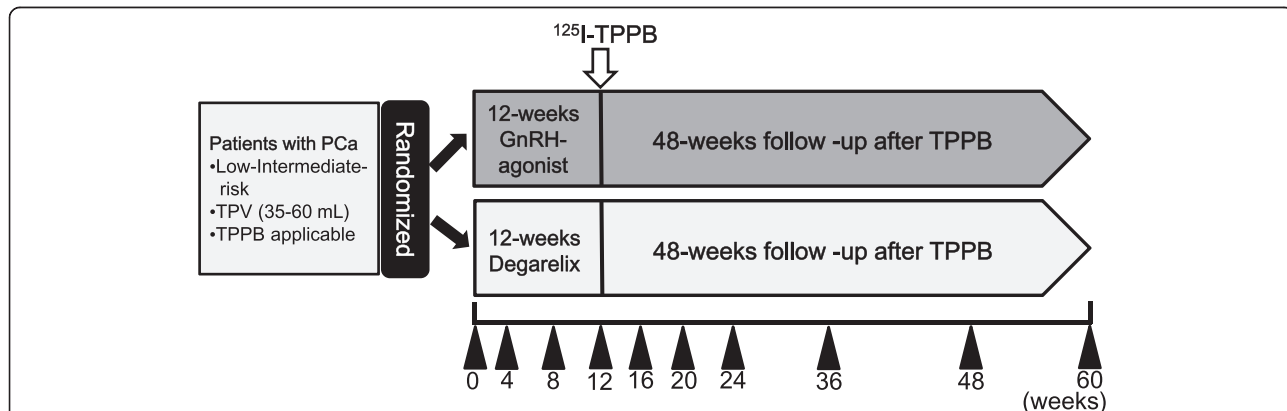 ¹²⁵I-TPPB
Patients with PCa
•Low-Intermediate-
risk
•TPV (35-60 mL)
•TPPB applicable
Randomized
12-weeks
GnRH-
agonist
48-weeks follow -up after TPPB
12-weeks
Degarelix
48-weeks follow -up after TPPB
0 4 8 12 16 20 24 36 48 60
(weeks)